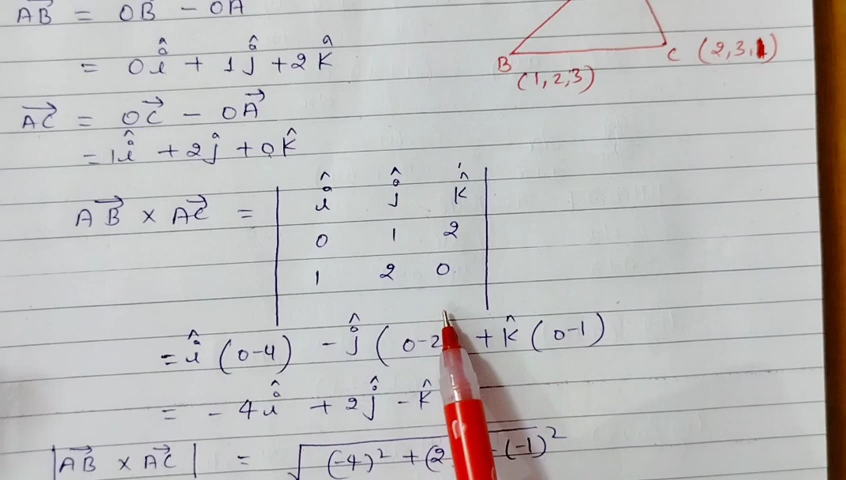 AB⃗ = OB - OA
= 0î + 1ĵ + 2k̂
B (1,2,3)
C (2,3,1)
AC⃗ = OC⃗ - OA⃗
= 1î + 2ĵ + 0k̂
AB⃗ × AC⃗ = | î ĵ k̂ |
| 0 1 2 |
| 1 2 0 |
= î (0-4) - ĵ (0-2 + k̂ (0-1)
= - 4î + 2ĵ - k̂
|AB⃗ × AC⃗| = √(-4)² + (2 (-1)²